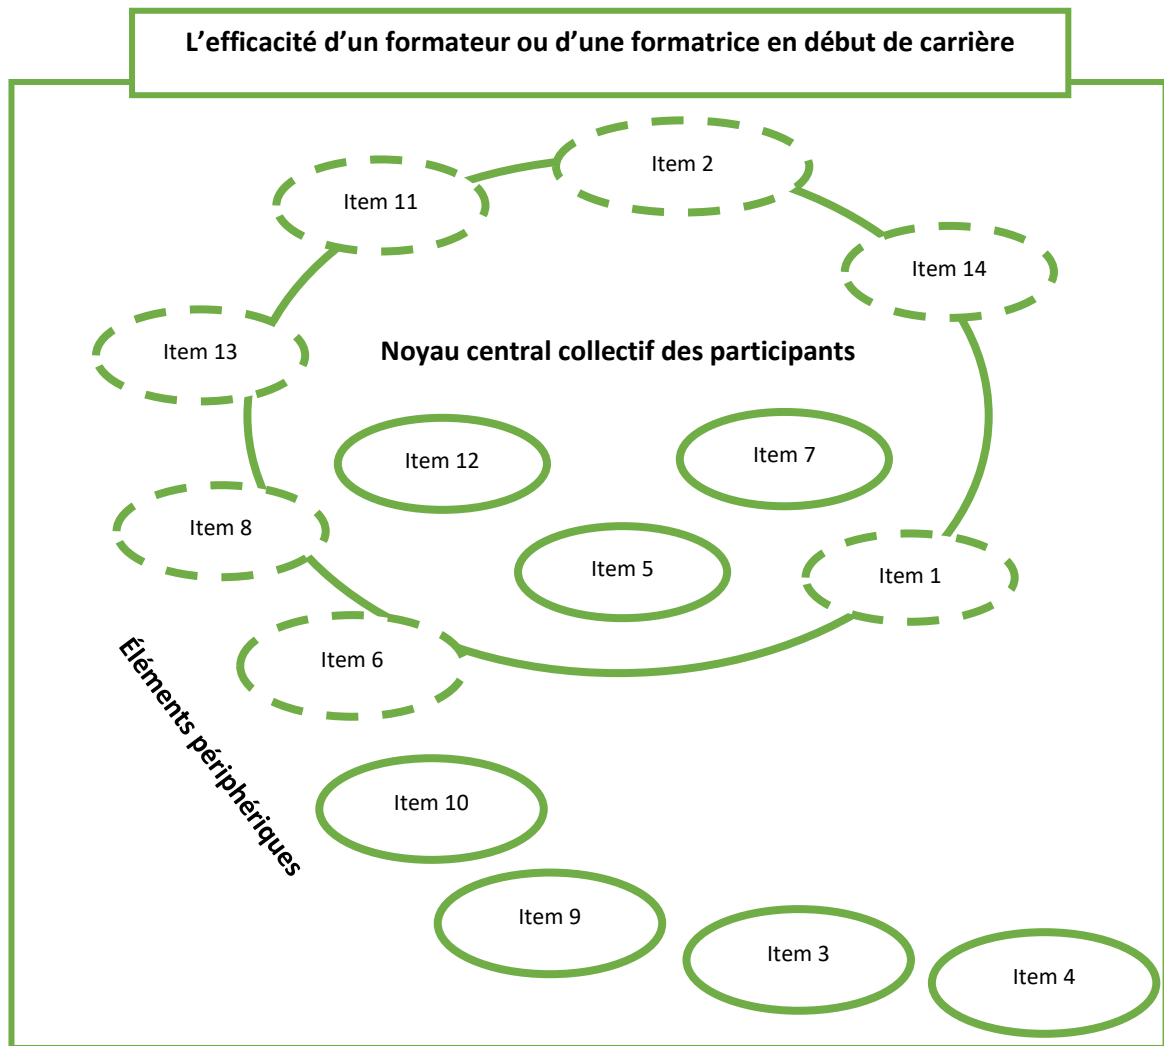 L'efficacité d'un formateur ou d'une formatrice en début de carrière
Item 2
Item 11
Item 14
Item 13
Noyau central collectif des participants
Item 12
Item 7
Item 8
Item 5
Item 1
Item 6
Éléments périphériques
Item 10
Item 9
Item 3
Item 4